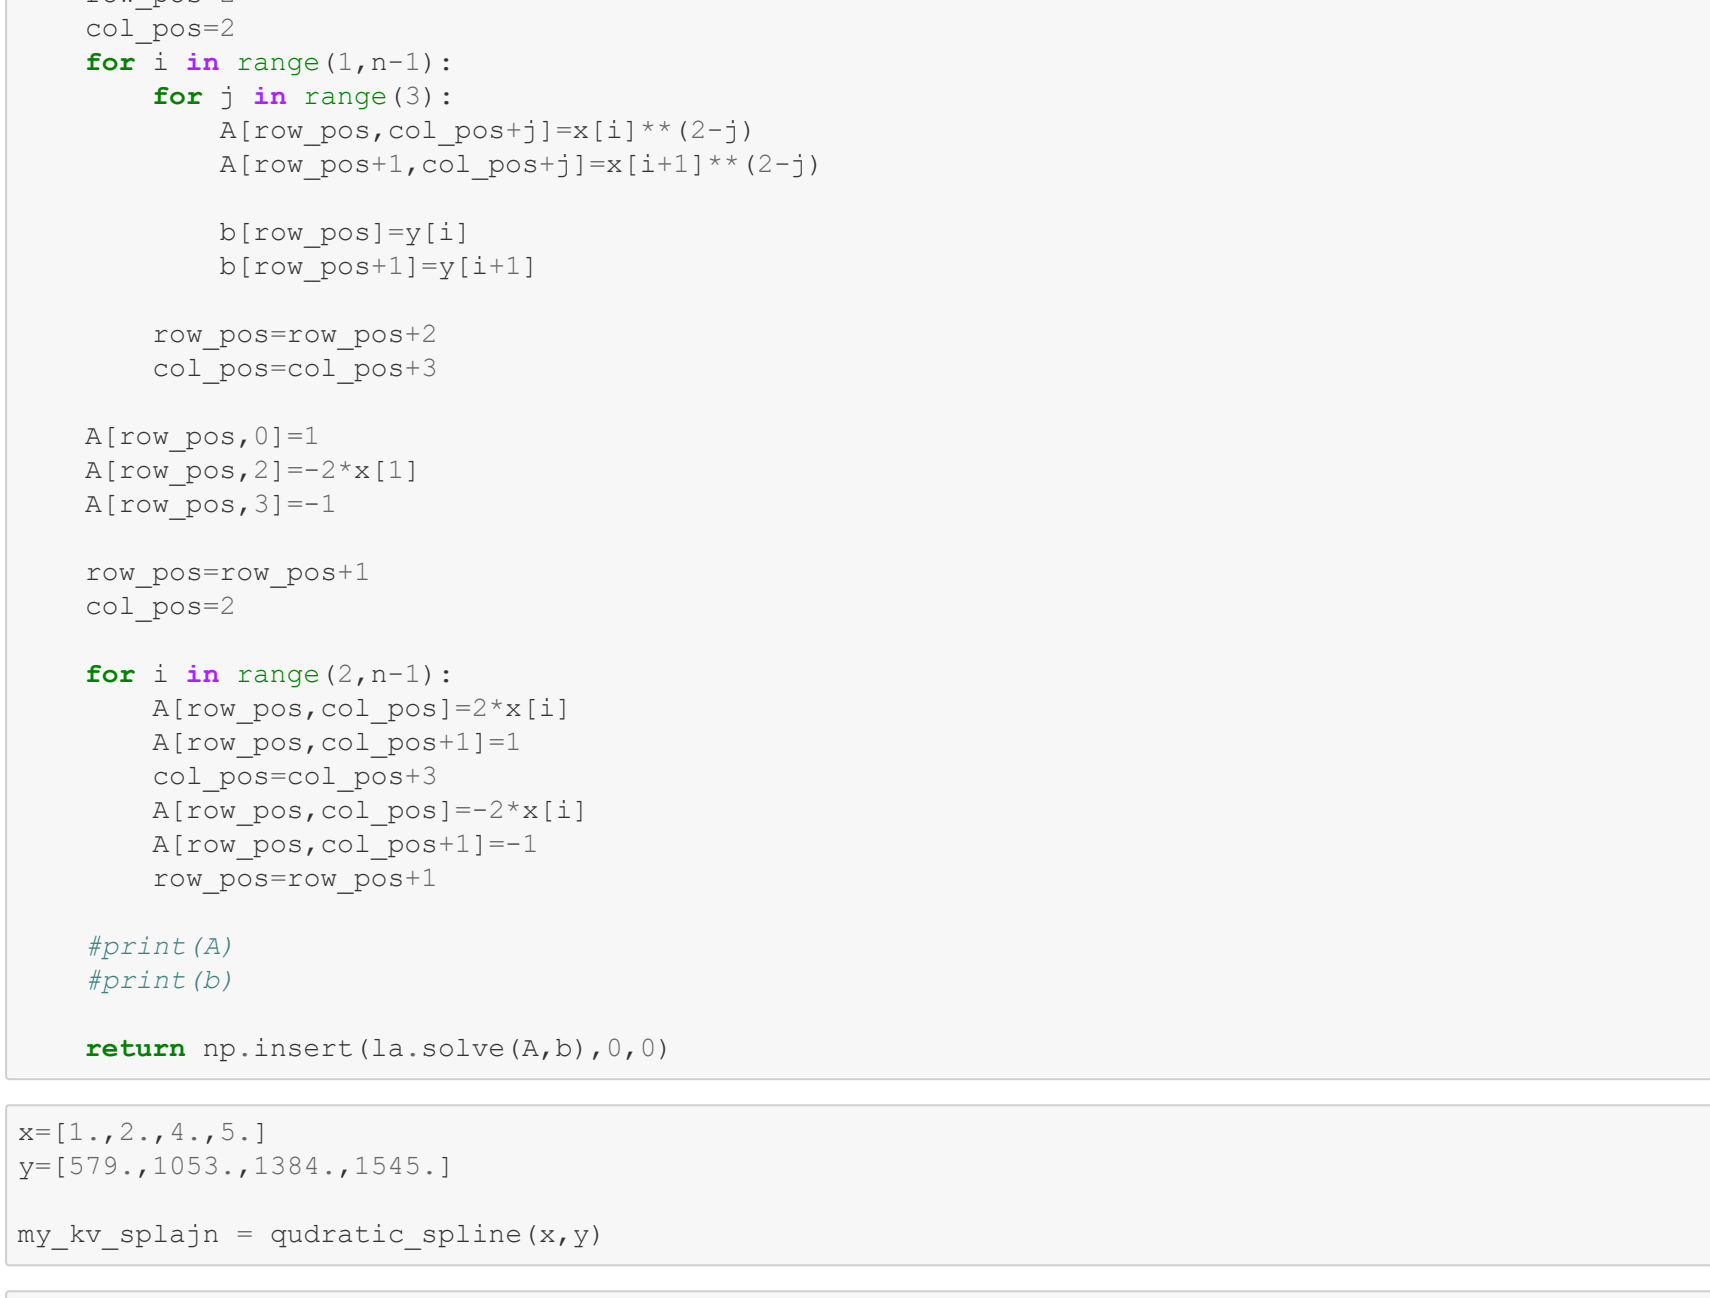 row_pos=2
    col_pos=2
    for i in range(1,n-1):
        for j in range(3):
            A[row_pos,col_pos+j]=x[i]**(2-j)
            A[row_pos+1,col_pos+j]=x[i+1]**(2-j)

            b[row_pos]=y[i]
            b[row_pos+1]=y[i+1]

        row_pos=row_pos+2
        col_pos=col_pos+3

    A[row_pos,0]=1
    A[row_pos,2]=-2*x[1]
    A[row_pos,3]=-1

    row_pos=row_pos+1
    col_pos=2

    for i in range(2,n-1):
        A[row_pos,col_pos]=2*x[i]
        A[row_pos,col_pos+1]=1
        col_pos=col_pos+3
        A[row_pos,col_pos]=-2*x[i]
        A[row_pos,col_pos+1]=-1
        row_pos=row_pos+1

    #print(A)
    #print(b)

    return np.insert(la.solve(A,b),0,0)

x=[1.,2.,4.,5.]
y=[579.,1053.,1384.,1545.]

my_kv_splajn = qudratic_spline(x,y)